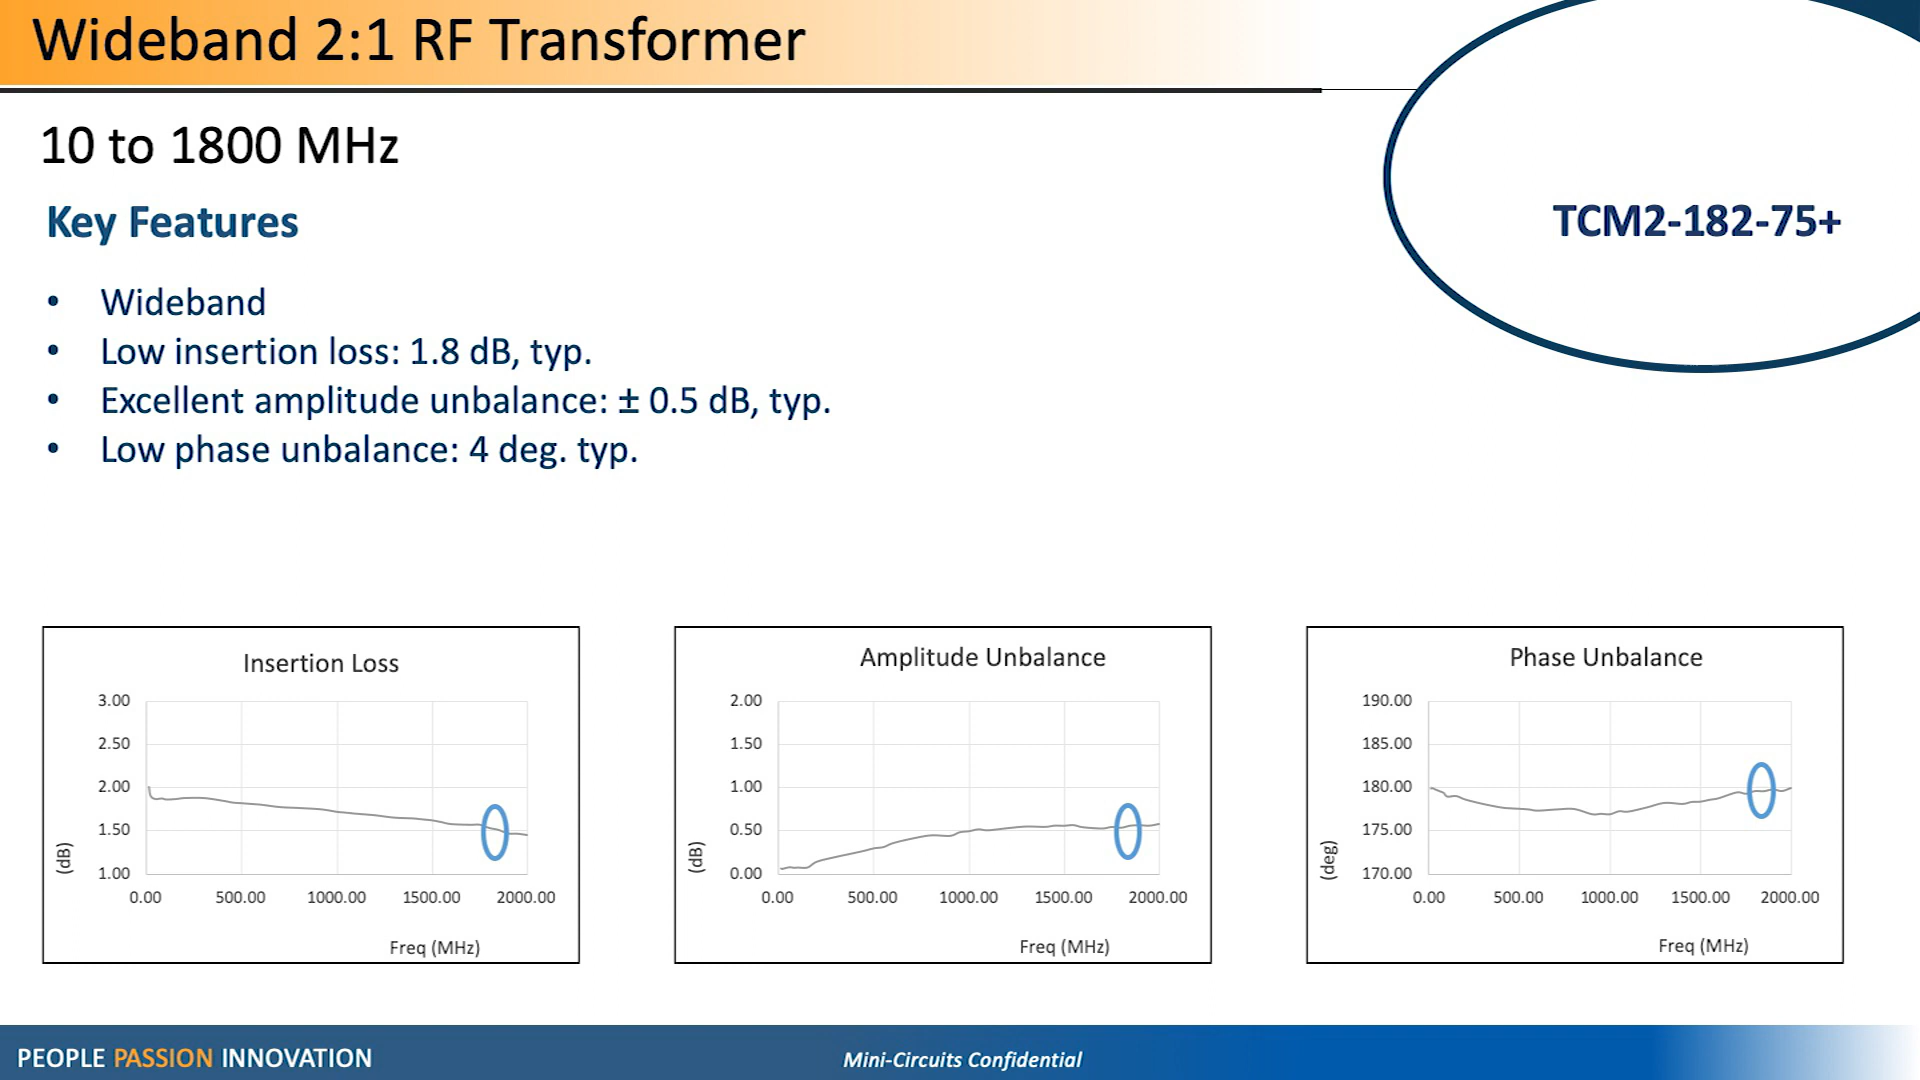 Wideband 2:1 RF Transformer
10 to 1800 MHz
Key Features
TCM2-182-75+
• Wideband
• Low insertion loss: 1.8 dB, typ.
• Excellent amplitude unbalance: ± 0.5 dB, typ.
• Low phase unbalance: 4 deg. typ.
Insertion Loss
3.00
2.50
2.00
1.50
1.00
(dB)
0.00 500.00 1000.00 1500.00 2000.00
Freq (MHz)
Amplitude Unbalance
2.00
1.50
1.00
0.50
0.00
(dB)
0.00 500.00 1000.00 1500.00 2000.00
Freq (MHz)
Phase Unbalance
190.00
185.00
180.00
175.00
170.00
(deg)
0.00 500.00 1000.00 1500.00 2000.00
Freq (MHz)
PEOPLE PASSION INNOVATION
Mini-Circuits Confidential